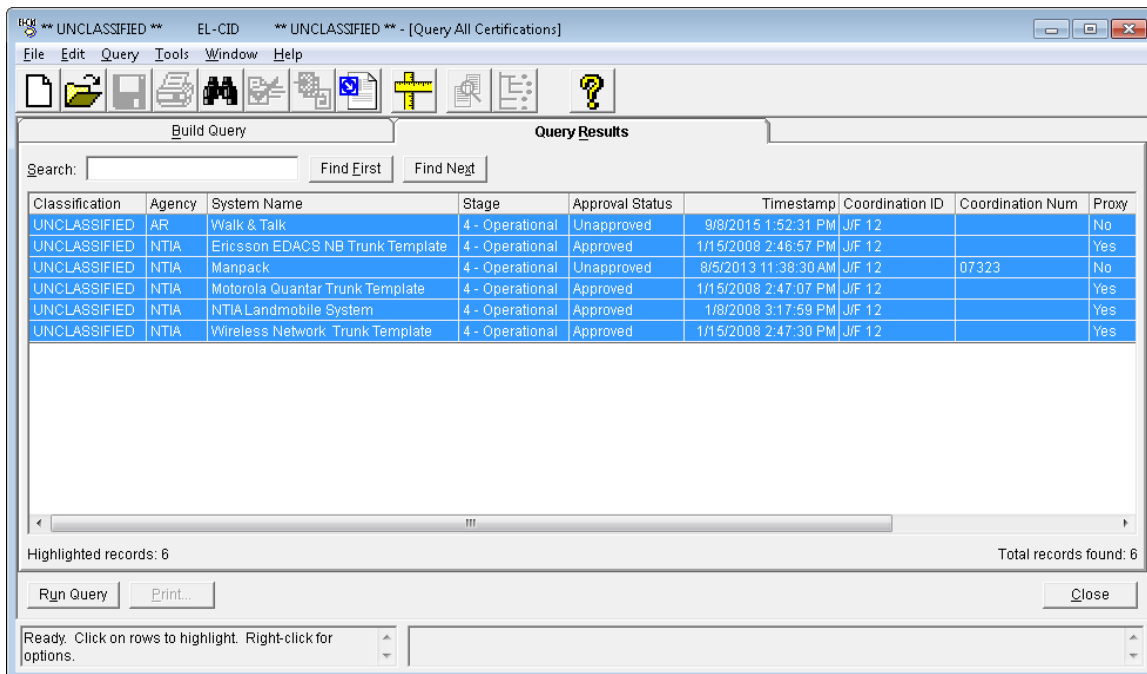 ** UNCLASSIFIED ** EL-CID ** UNCLASSIFIED ** - [Query All Certifications]
File Edit Query Tools Window Help
Build Query Query Results
Search: Find First Find Next
Classification Agency System Name Stage Approval Status Timestamp Coordination ID Coordination Num Proxy
UNCLASSIFIED AR Walk & Talk 4 - Operational Unapproved 9/8/2015 1:52:31 PM J/F 12 No
UNCLASSIFIED NTIA Ericsson EDACS NB Trunk Template 4 - Operational Approved 1/15/2008 2:46:57 PM J/F 12 Yes
UNCLASSIFIED NTIA Manpack 4 - Operational Unapproved 8/5/2013 11:38:30 AM J/F 12 07323 No
UNCLASSIFIED NTIA Motorola Quantar Trunk Template 4 - Operational Approved 1/15/2008 2:47:07 PM J/F 12 Yes
UNCLASSIFIED NTIA NTIA Landmobile System 4 - Operational Approved 1/8/2008 3:17:59 PM J/F 12 Yes
UNCLASSIFIED NTIA Wireless Network Trunk Template 4 - Operational Approved 1/15/2008 2:47:30 PM J/F 12 Yes
Highlighted records: 6 Total records found: 6
Run Query Print... Close
Ready. Click on rows to highlight. Right-click for
options.